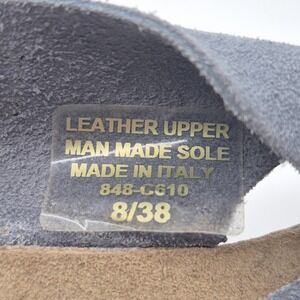 LEATHER UPPER
MAN MADE SOLE
MADE IN ITALY
848-C610
8/38